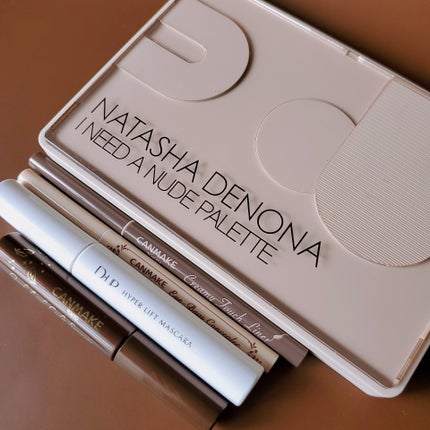 NATASHA DENONA
I NEED A NUDE PALETTE
CANMAKE Creamy Touch Liner
CANMAKE
D-UP HYPER LIFT MASCARA
CANMAKE